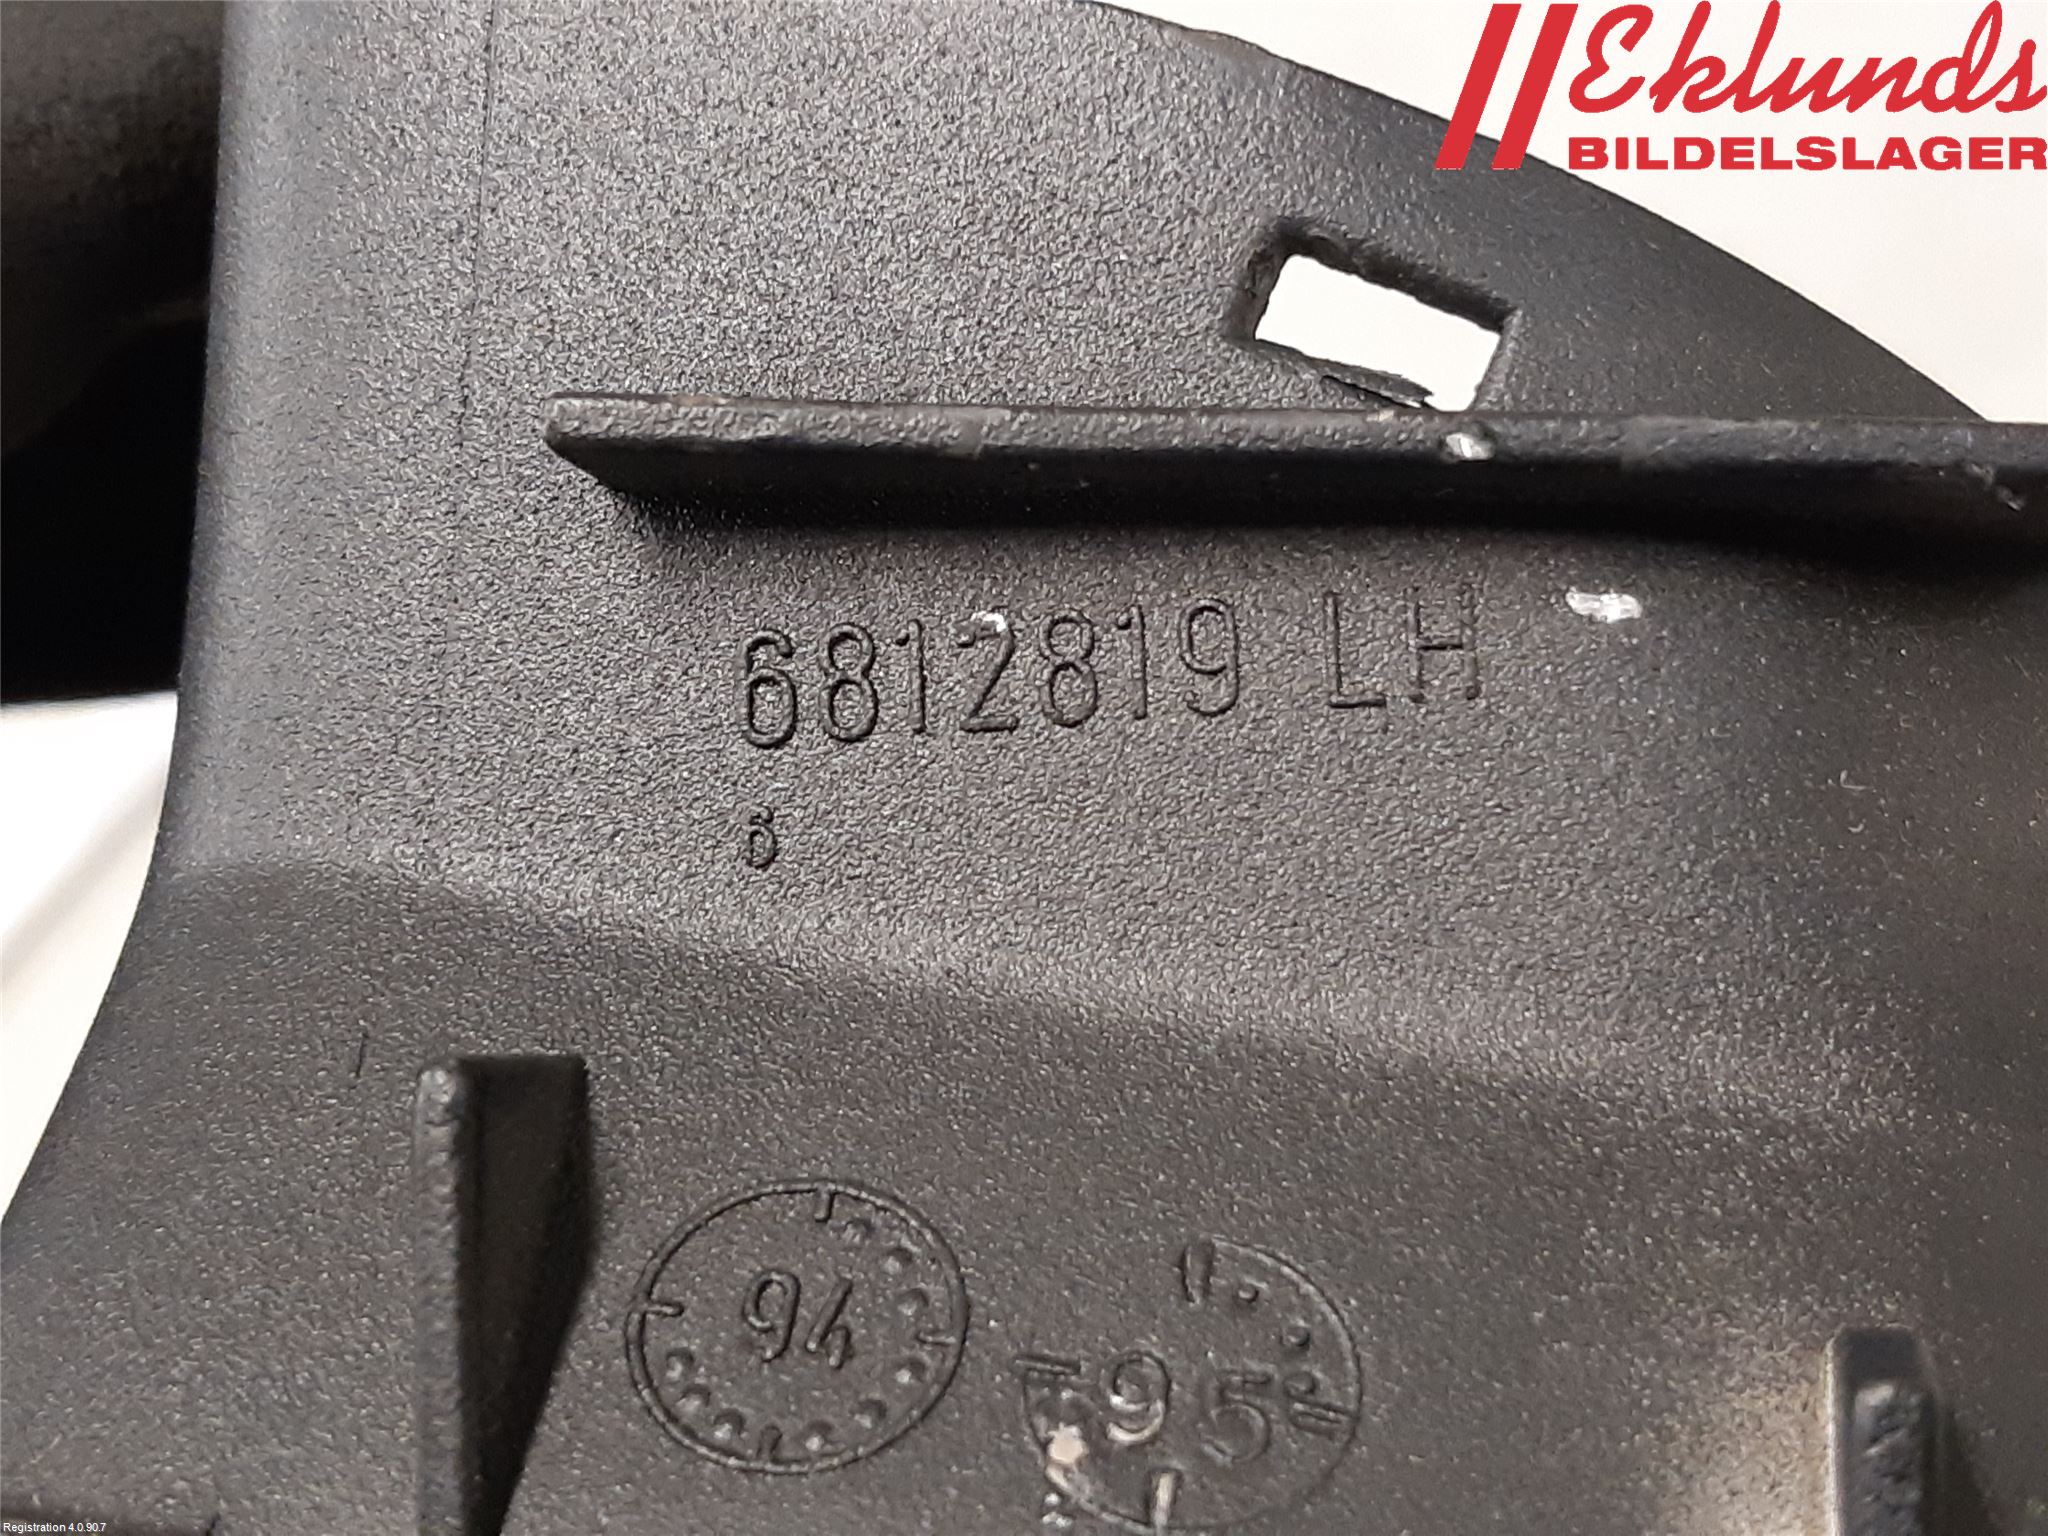 Eklunds
BILDELSLAGER
6812819 LH
6
94
95
Registration 4.0.90.7